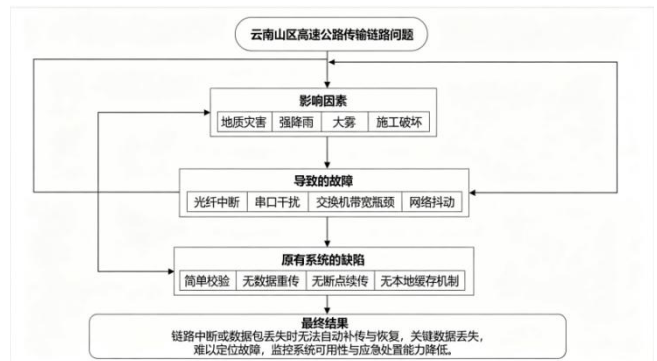 云南山区高速公路传输链路问题
影响因素
地质灾害 强降雨 大雾 施工破坏
导致的故障
光纤中断 串口干扰 交换机带宽瓶颈 网络抖动
原有系统的缺陷
简单校验 无数据重传 无断点续传 无本地缓存机制
最终结果
链路中断或数据包丢失时无法自动补传与恢复，关键数据丢失，
难以定位故障，监控系统可用性与应急处置能力降低。